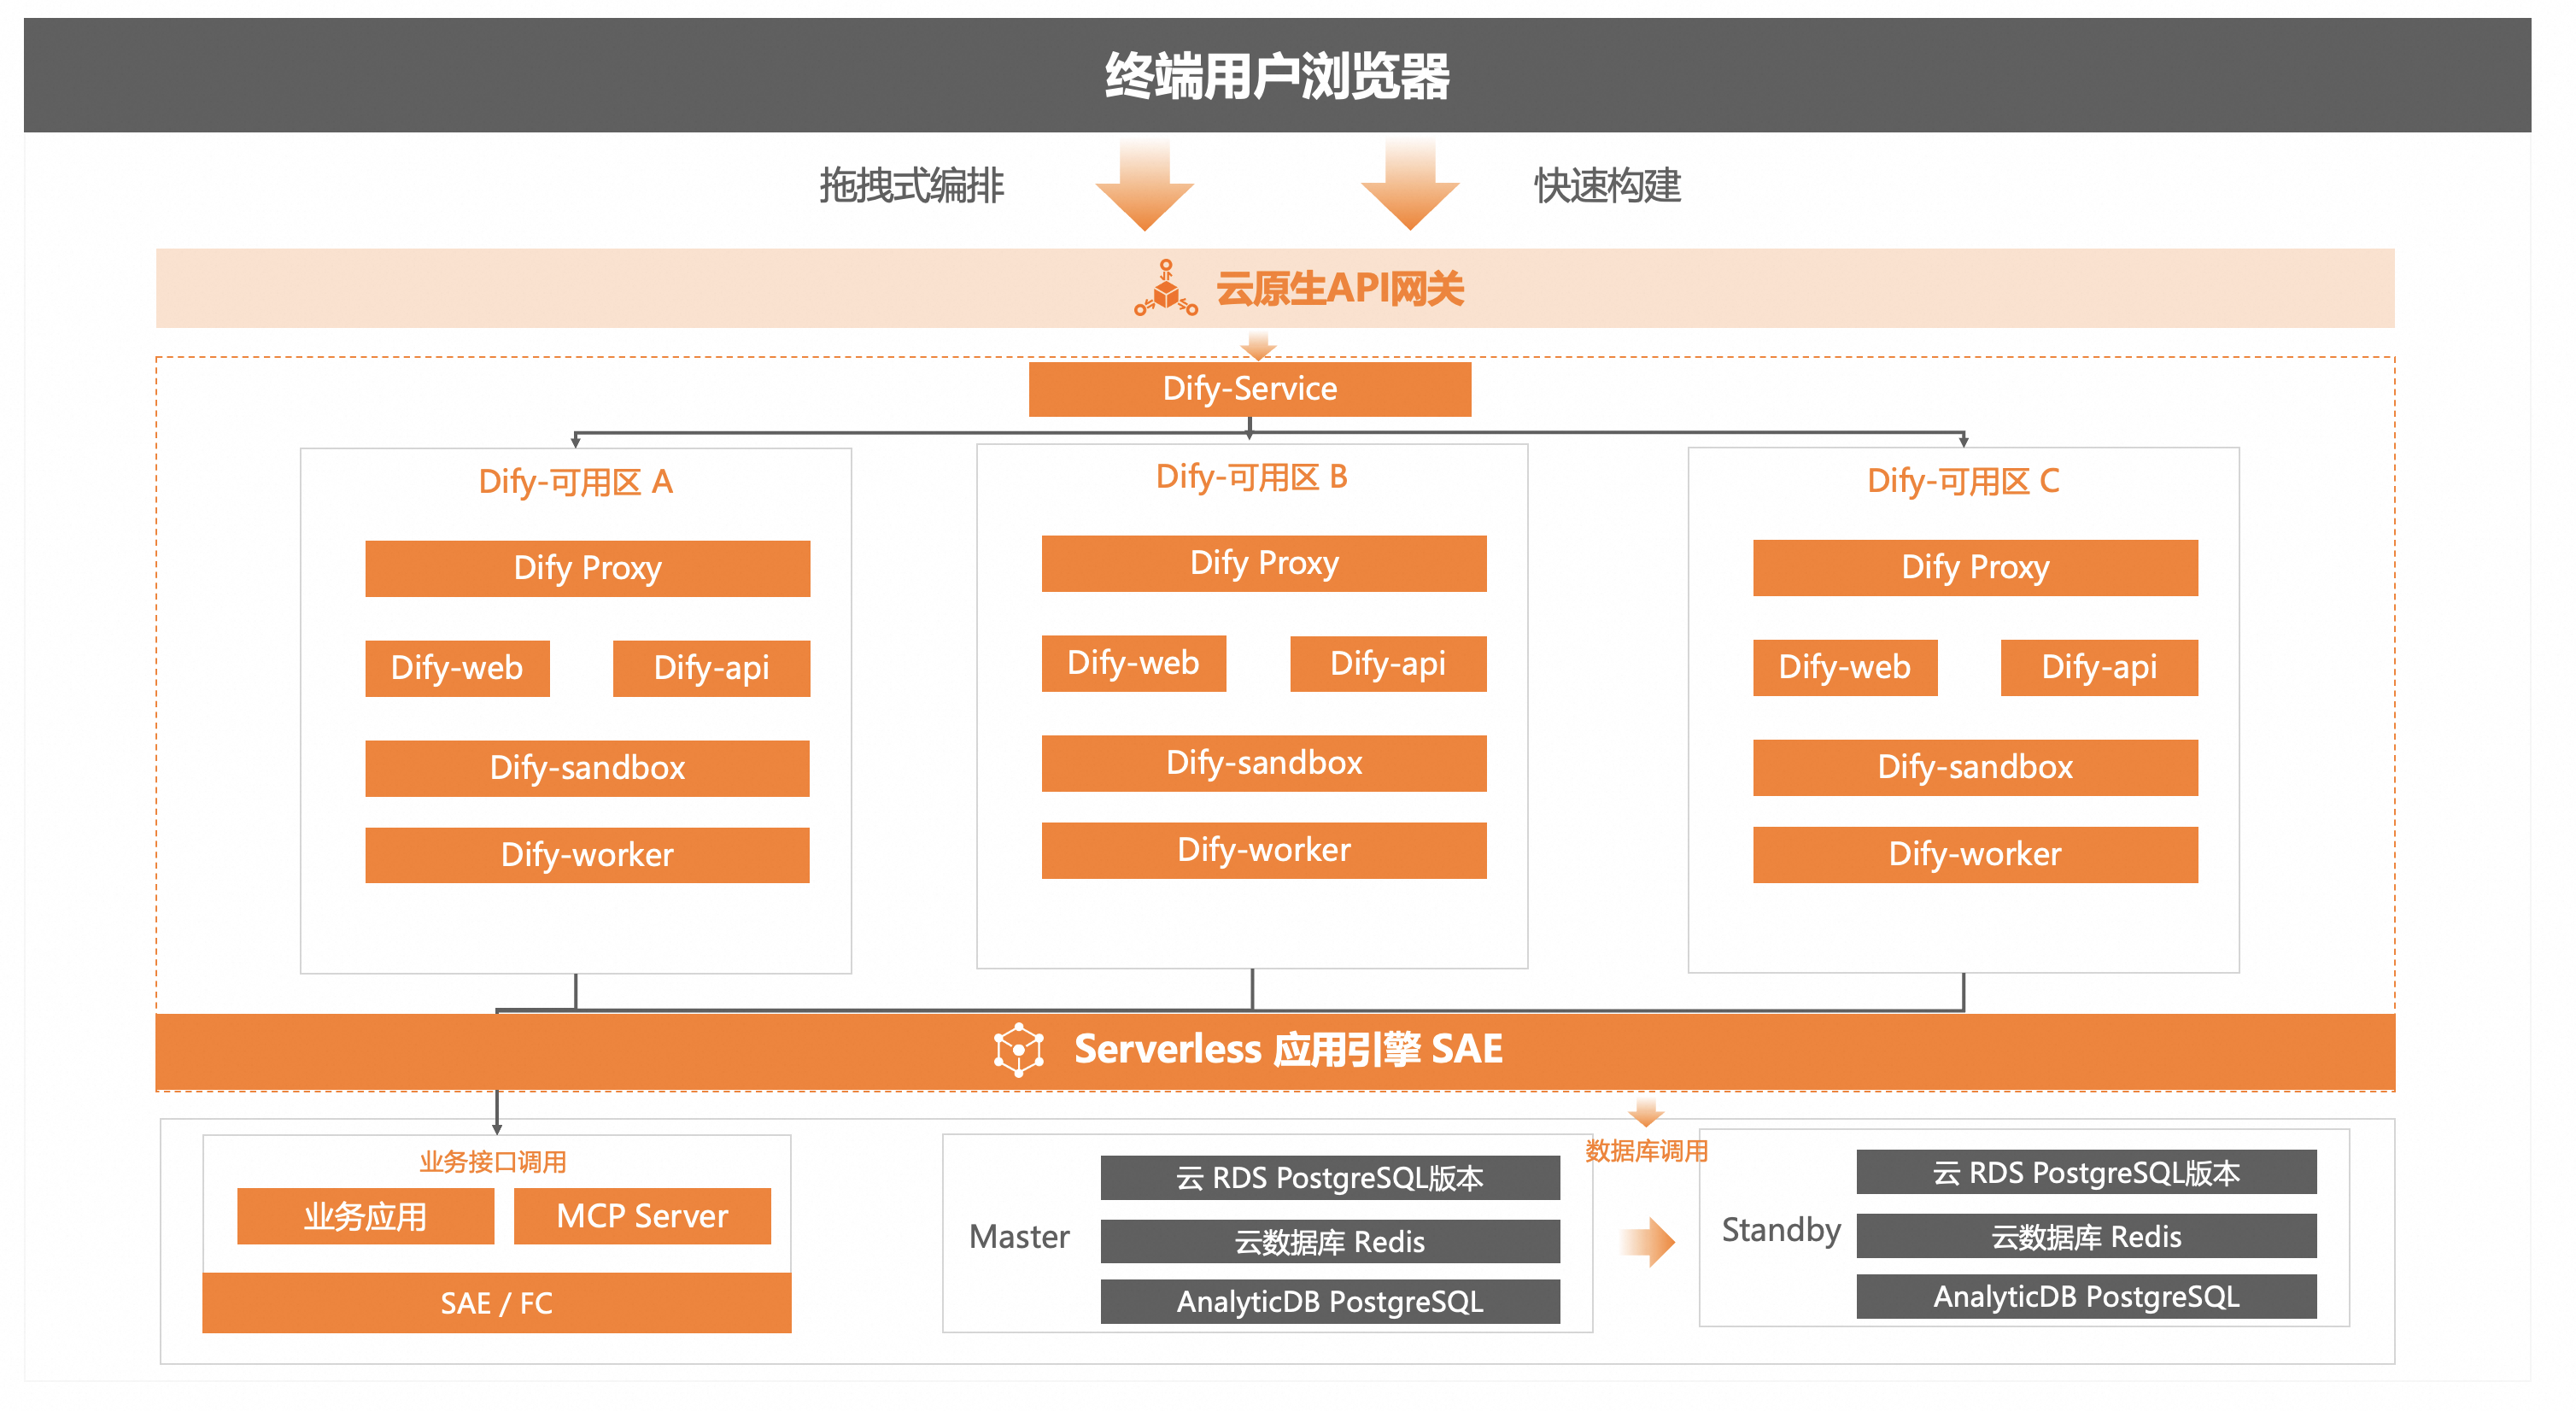 终端用户浏览器
拖拽式编排
快速构建
云原生API网关
Dify-Service
Dify-可用区 A
Dify Proxy
Dify-web
Dify-api
Dify-sandbox
Dify-worker
Dify-可用区 B
Dify Proxy
Dify-web
Dify-api
Dify-sandbox
Dify-worker
Dify-可用区 C
Dify Proxy
Dify-web
Dify-api
Dify-sandbox
Dify-worker
Serverless 应用引擎 SAE
业务接口调用
业务应用
MCP Server
SAE / FC
数据库调用
Master
云 RDS PostgreSQL版本
云数据库 Redis
AnalyticDB PostgreSQL
Standby
云 RDS PostgreSQL版本
云数据库 Redis
AnalyticDB PostgreSQL